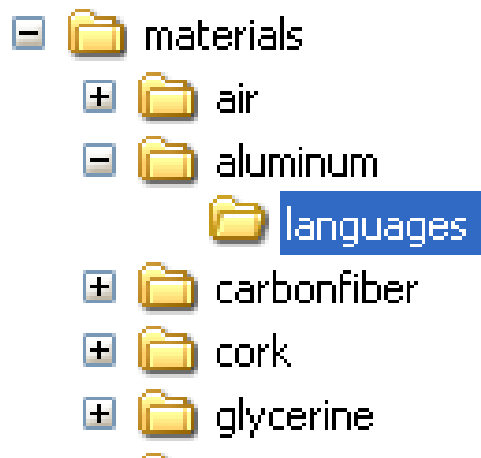 materials
air
aluminum
languages
carbonfiber
cork
glycerine